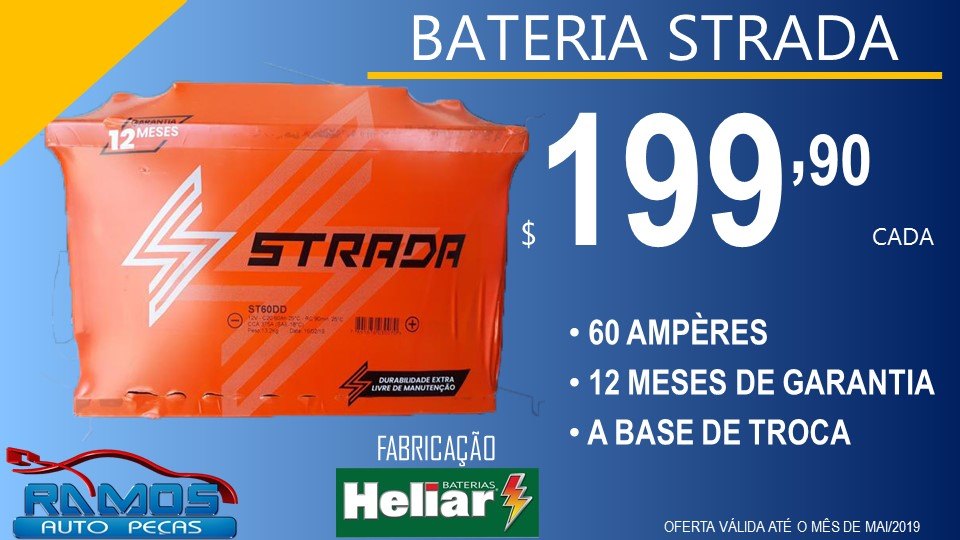 BATERIA STRADA
GARANTIA
12 MESES
$ 199,90
CADA
STRADA
ST60DD
• 60 AMPÈRES
• 12 MESES DE GARANTIA
• A BASE DE TROCA
DURABILIDADE EXTRA
LIVRE DE MANUTENÇÃO
FABRICAÇÃO
BATERIAS
Heliar
RAMOS
AUTO PEÇAS
OFERTA VÁLIDA ATÉ O MÊS DE MAI/2019